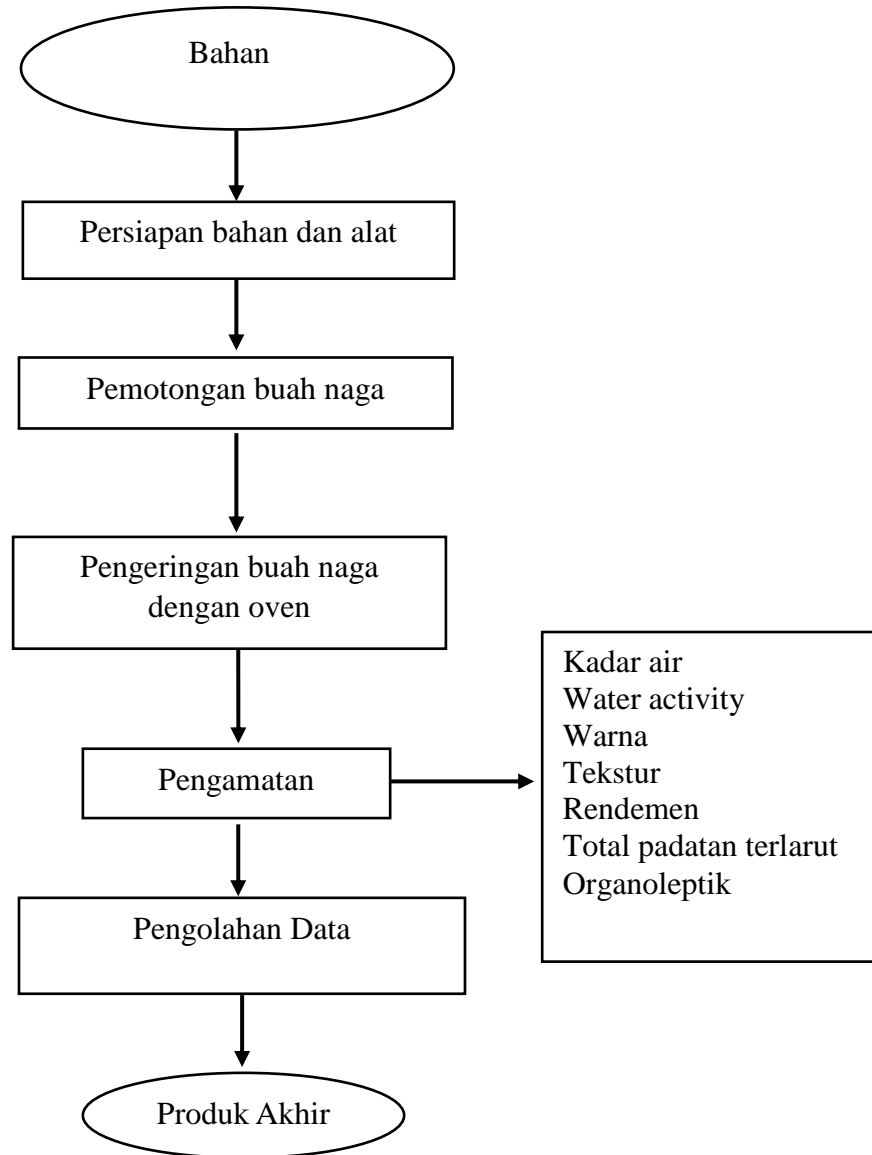 Bahan
Persiapan bahan dan alat
Pemotongan buah naga
Pengeringan buah naga
dengan oven
Pengamatan
Kadar air
Water activity
Warna
Tekstur
Rendemen
Total padatan terlarut
Organoleptik
Pengolahan Data
Produk Akhir